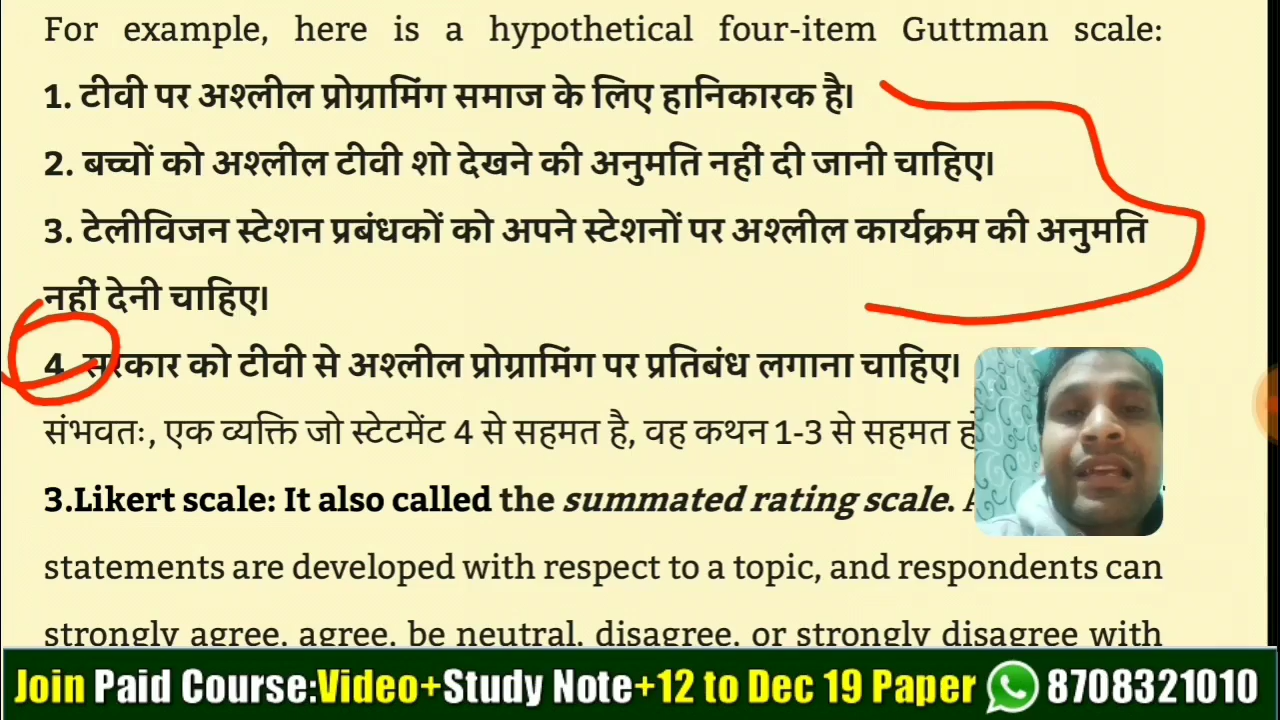 For example, here is a hypothetical four-item Guttman scale:
1. टीवी पर अश्लील प्रोग्रामिंग समाज के लिए हानिकारक है।
2. बच्चों को अश्लील टीवी शो देखने की अनुमति नहीं दी जानी चाहिए।
3. टेलीविजन स्टेशन प्रबंधकों को अपने स्टेशनों पर अश्लील कार्यक्रम की अनुमति
नहीं देनी चाहिए।
4. सरकार को टीवी से अश्लील प्रोग्रामिंग पर प्रतिबंध लगाना चाहिए।
संभवतः, एक व्यक्ति जो स्टेटमेंट 4 से सहमत है, वह कथन 1-3 से सहमत
3.Likert scale: It also called the summated rating scale.
statements are developed with respect to a topic, and respondents can
strongly agree, agree, be neutral, disagree, or strongly disagree with
Join Paid Course:Video+Study Note+12 to Dec 19 Paper 8708321010